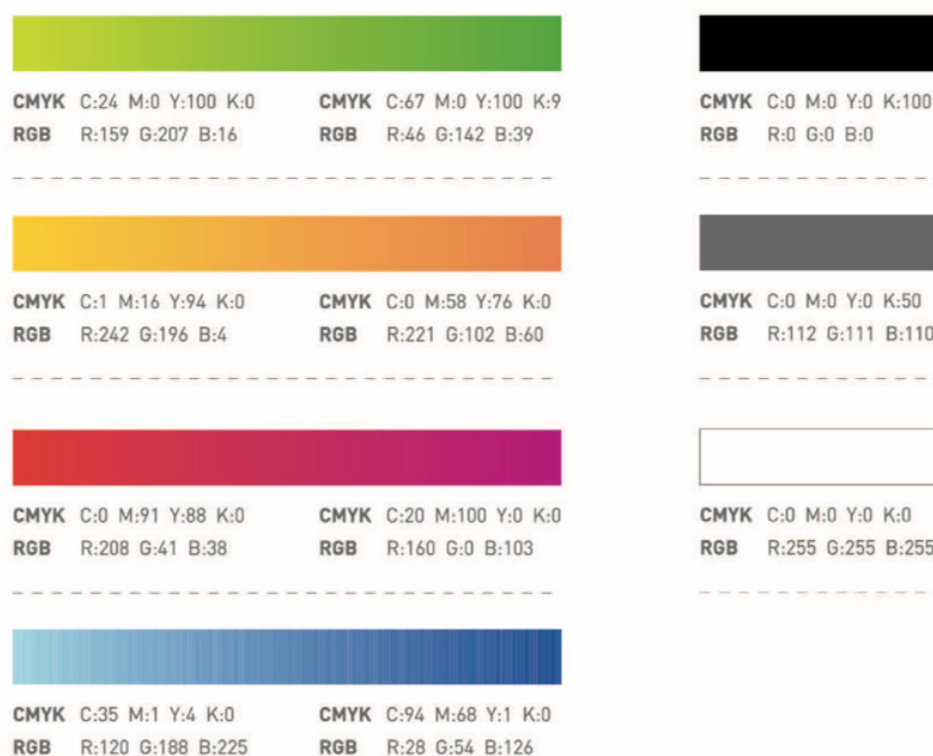 CMYK C:24 M:0 Y:100 K:0
RGB R:159 G:207 B:16
CMYK C:67 M:0 Y:100 K:9
RGB R:46 G:142 B:39
CMYK C:1 M:16 Y:94 K:0
RGB R:242 G:196 B:4
CMYK C:0 M:58 Y:76 K:0
RGB R:221 G:102 B:60
CMYK C:0 M:91 Y:88 K:0
RGB R:208 G:41 B:38
CMYK C:20 M:100 Y:0 K:0
RGB R:160 G:0 B:103
CMYK C:35 M:1 Y:4 K:0
RGB R:120 G:188 B:225
CMYK C:94 M:68 Y:1 K:0
RGB R:28 G:54 B:126
CMYK C:0 M:0 Y:0 K:100
RGB R:0 G:0 B:0
CMYK C:0 M:0 Y:0 K:50
RGB R:112 G:111 B:110
CMYK C:0 M:0 Y:0 K:0
RGB R:255 G:255 B:255